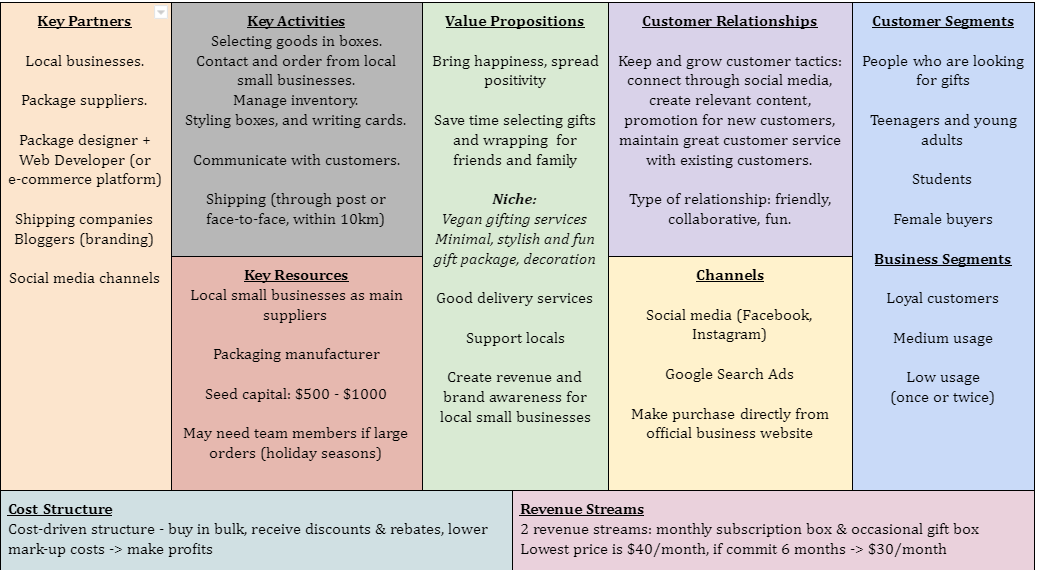 Key Partners
Local businesses.
Package suppliers.
Package designer +
Web Developer (or
e-commerce platform)
Shipping companies
Bloggers (branding)
Social media channels
Key Activities
Selecting goods in boxes.
Contact and order from local
small businesses.
Manage inventory.
Styling boxes, and writing cards.
Communicate with customers.
Shipping (through post or
face-to-face, within 10km)
Key Resources
Local small businesses as main
suppliers
Packaging manufacturer
Seed capital: $500 - $1000
May need team members if large
orders (holiday seasons)
Value Propositions
Bring happiness, spread
positivity
Save time selecting gifts
and wrapping for
friends and family
Niche:
Vegan gifting services
Minimal, stylish and fun
gift package, decoration
Good delivery services
Support locals
Create revenue and
brand awareness for
local small businesses
Customer Relationships
Keep and grow customer tactics:
connect through social media,
create relevant content,
promotion for new customers,
maintain great customer service
with existing customers.
Type of relationship: friendly,
collaborative, fun.
Channels
Social media (Facebook,
Instagram)
Google Search Ads
Make purchase directly from
official business website
Customer Segments
People who are looking
for gifts
Teenagers and young
adults
Students
Female buyers
Business Segments
Loyal customers
Medium usage
Low usage
(once or twice)
Cost Structure
Cost-driven structure - buy in bulk, receive discounts & rebates, lower
mark-up costs -> make profits
Revenue Streams
2 revenue streams: monthly subscription box & occasional gift box
Lowest price is $40/month, if commit 6 months -> $30/month